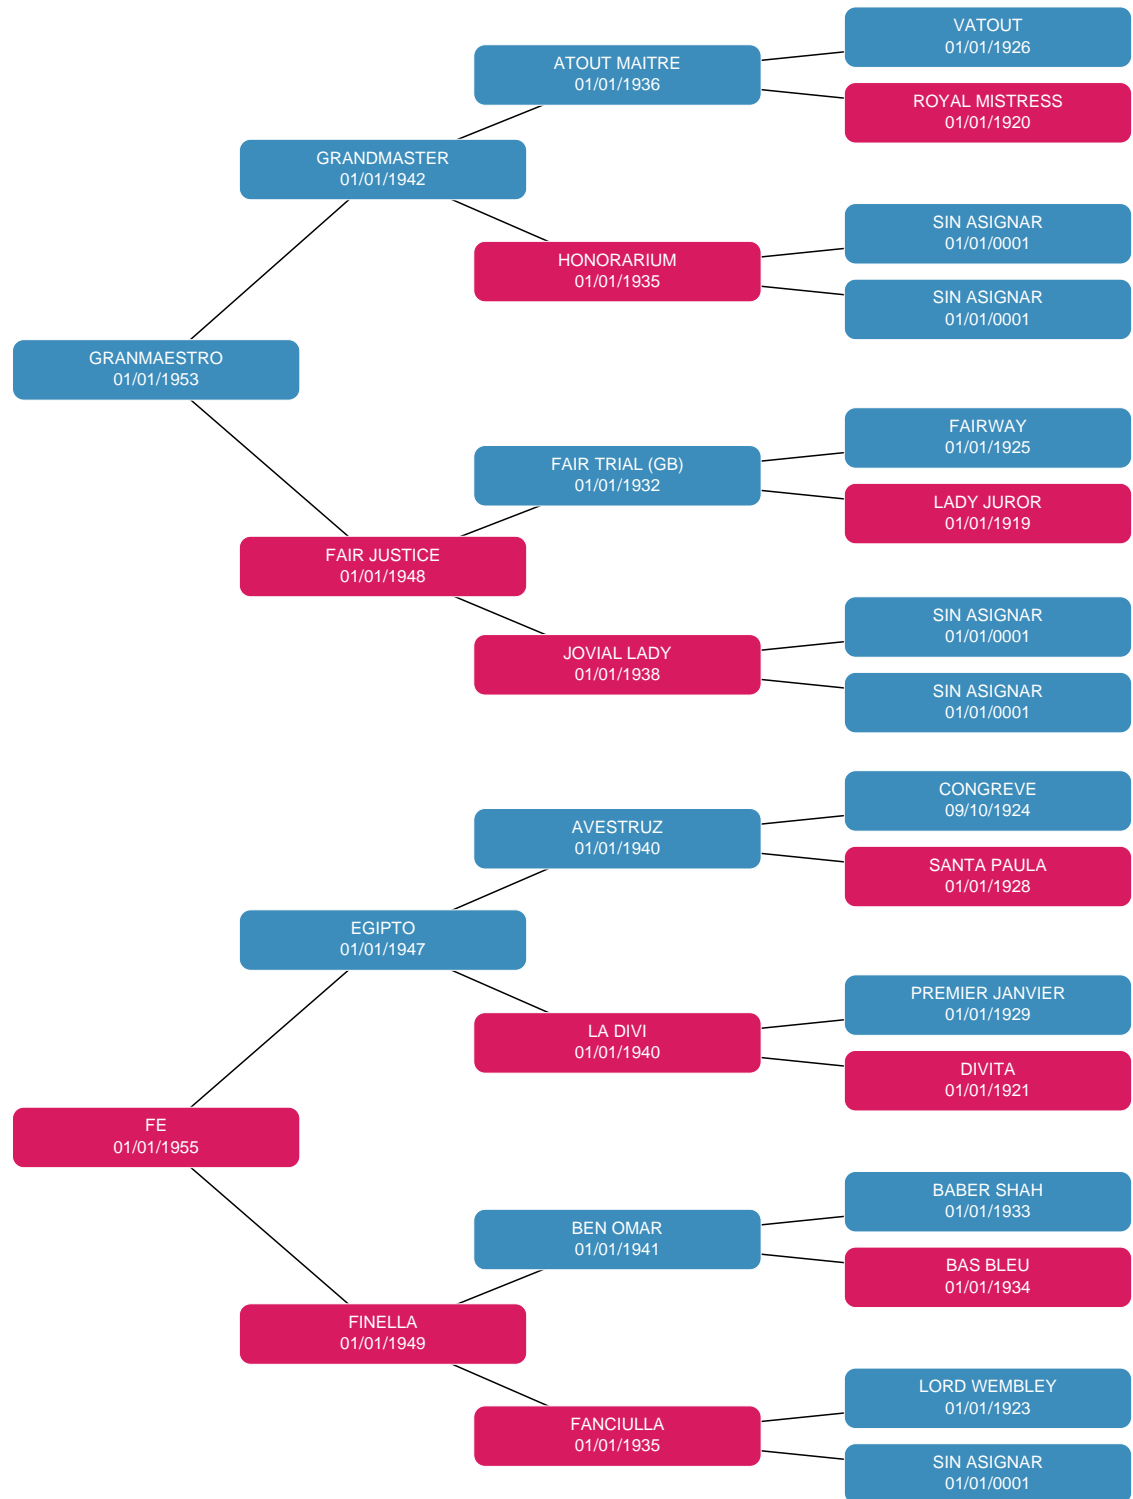 VATOUT
01/01/1926
ATOUT MAITRE
01/01/1936
ROYAL MISTRESS
01/01/1920
GRANDMASTER
01/01/1942
SIN ASIGNAR
01/01/0001
HONORARIUM
01/01/1935
SIN ASIGNAR
01/01/0001
GRANMAESTRO
01/01/1953
FAIRWAY
01/01/1925
FAIR TRIAL (GB)
01/01/1932
LADY JUROR
01/01/1919
FAIR JUSTICE
01/01/1948
SIN ASIGNAR
01/01/0001
JOVIAL LADY
01/01/1938
SIN ASIGNAR
01/01/0001
CONGREVE
09/10/1924
AVESTRUZ
01/01/1940
SANTA PAULA
01/01/1928
EGIPTO
01/01/1947
PREMIER JANVIER
01/01/1929
LA DIVI
01/01/1940
DIVITA
01/01/1921
FE
01/01/1955
BABER SHAH
01/01/1933
BEN OMAR
01/01/1941
BAS BLEU
01/01/1934
FINELLA
01/01/1949
LORD WEMBLEY
01/01/1923
FANCIULLA
01/01/1935
SIN ASIGNAR
01/01/0001